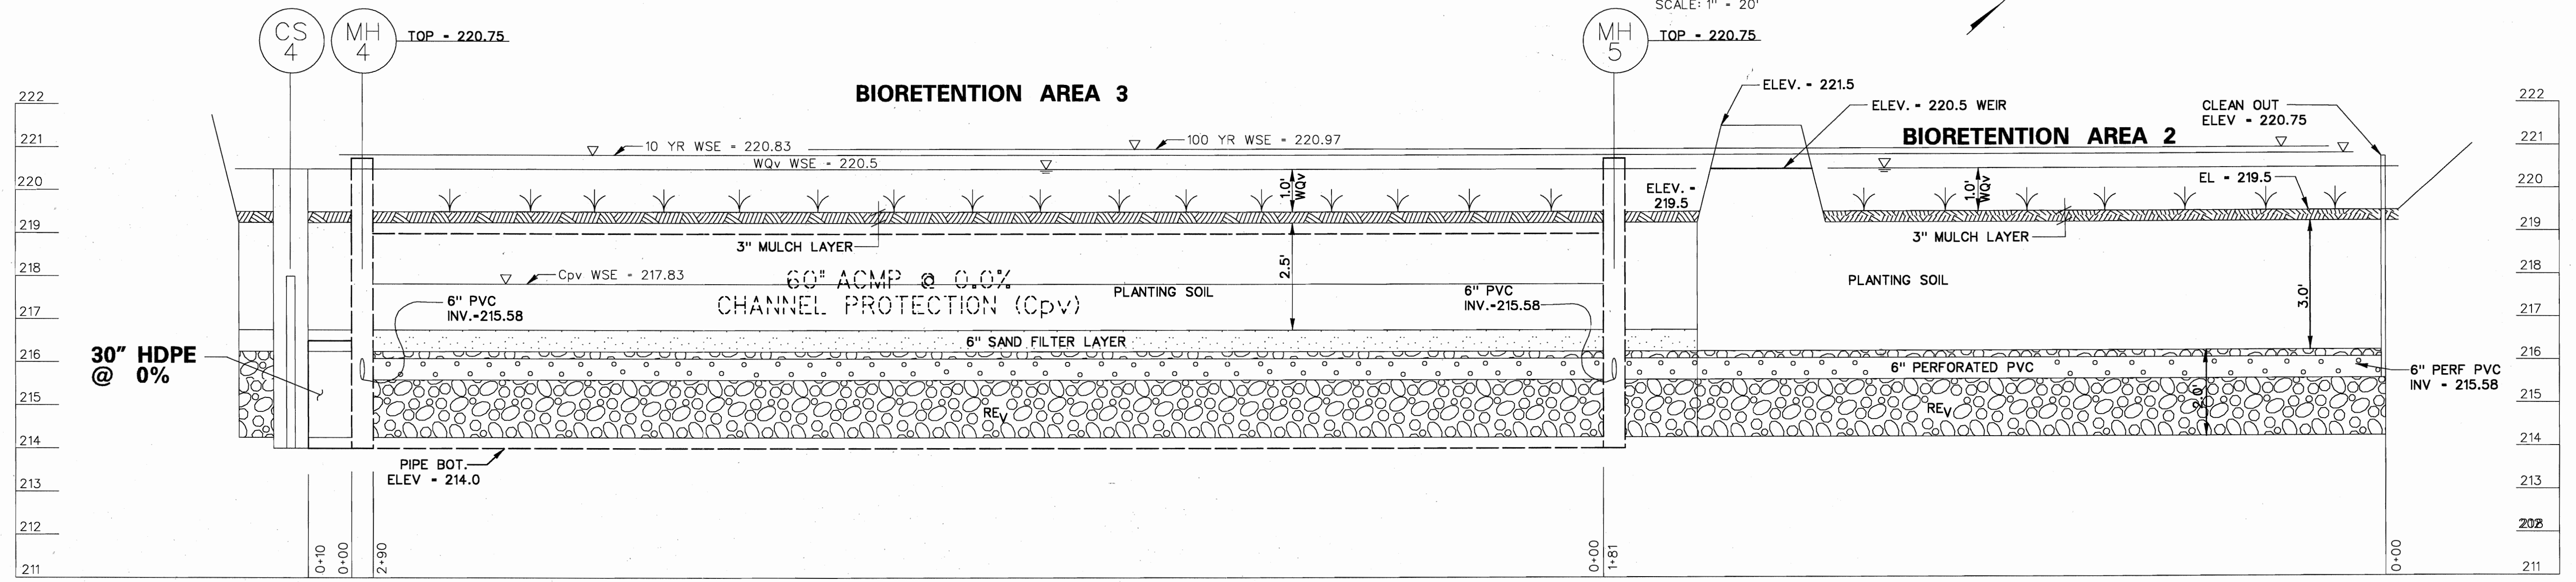 SCALE: 1" = 20'
CS
4
MH
4
TOP = 220.75
MH
5
TOP = 220.75
BIORETENTION AREA 3
ELEV. = 221.5
ELEV. = 220.5 WEIR
CLEAN OUT
ELEV = 220.75
BIORETENTION AREA 2
222
221
220
219
218
217
216
215
214
213
212
211
10 YR WSE = 220.83
100 YR WSE = 220.97
WQv WSE = 220.5
1.0'
WQv
ELEV. =
219.5
1.0'
WQv
EL = 219.5
3" MULCH LAYER
3" MULCH LAYER
Cpv WSE = 217.83
60" ACMP @ 0.0%
CHANNEL PROTECTION (Cpv)
2.5'
PLANTING SOIL
PLANTING SOIL
6" PVC
INV.=215.58
6" PVC
INV.=215.58
3.0'
30" HDPE
@ 0%
6" SAND FILTER LAYER
6" PERFORATED PVC
6" PERF PVC
INV = 215.58
REV
REV
2.0'
PIPE BOT.
ELEV = 214.0
0+10
0+00
2+90
0+00
1+81
0+00
222
221
220
219
218
217
216
215
214
213
211